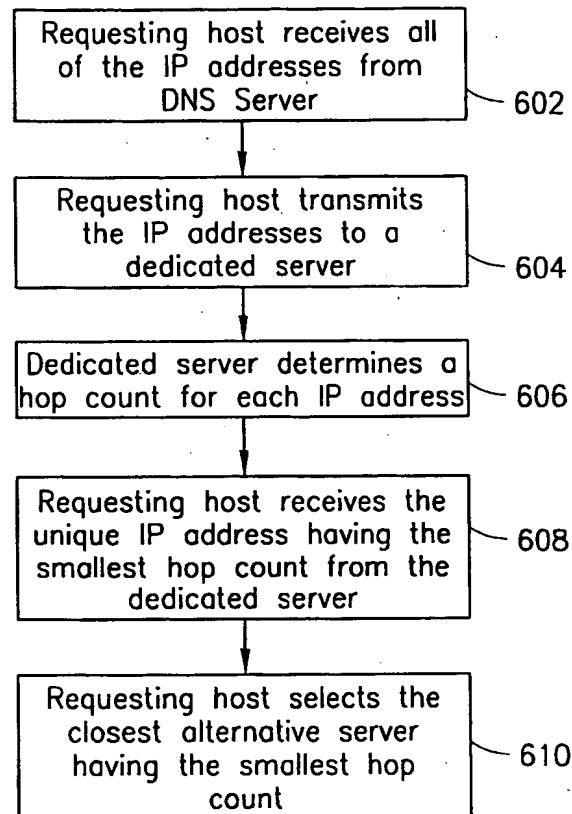 Requesting host receives all
of the IP addresses from
DNS Server
602
Requesting host transmits
the IP addresses to a
dedicated server
604
Dedicated server determines a
hop count for each IP address
606
Requesting host receives the
unique IP address having the
smallest hop count from the
dedicated server
608
Requesting host selects the
closest alternative server
having the smallest hop
count
610